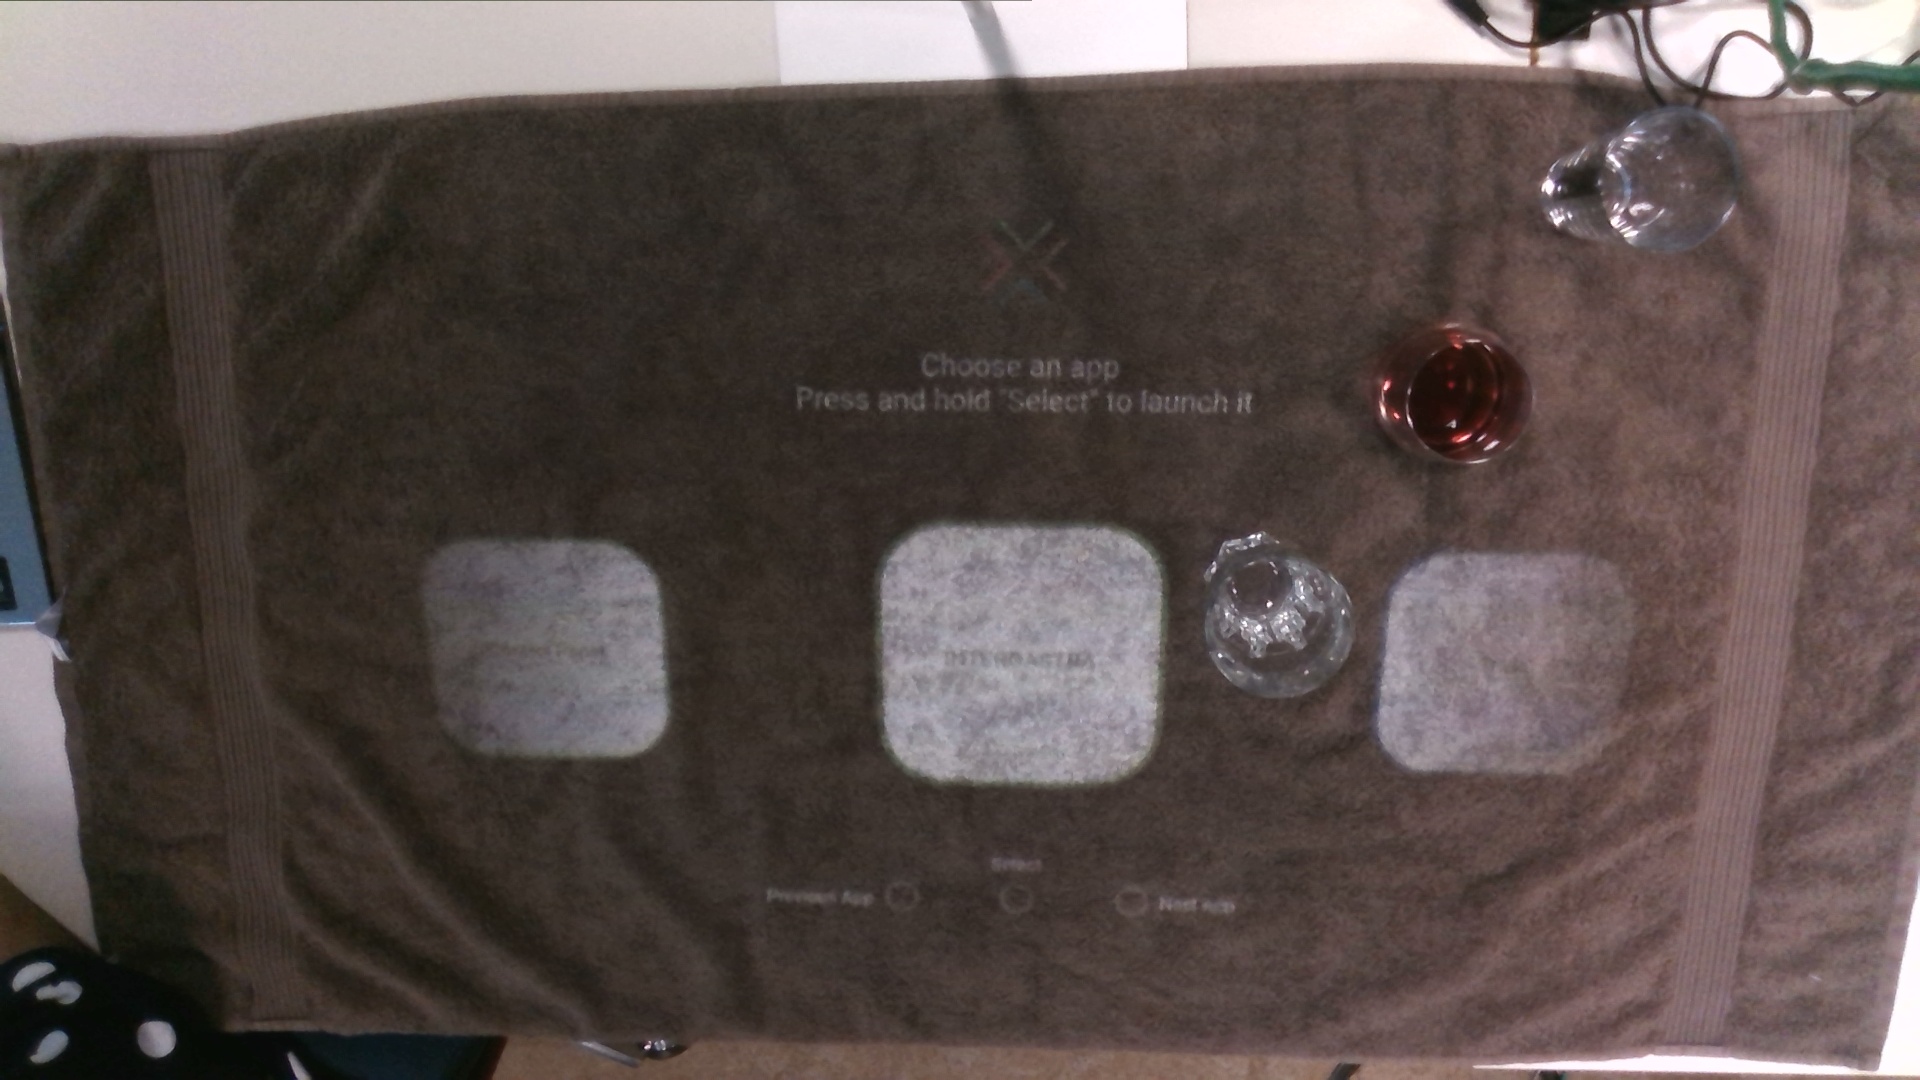 Choose an app
Press and hold "Select" to launch it
Select
Previous App
Next App